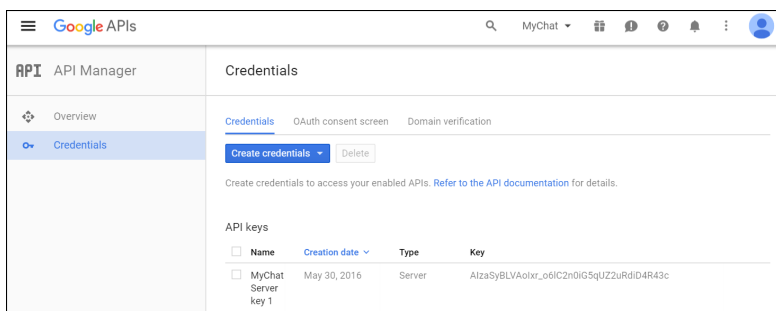 Google APIs
MyChat
API API Manager
Credentials
Overview
Credentials
Credentials OAuth consent screen Domain verification
Create credentials Delete
Create credentials to access your enabled APIs. Refer to the API documentation for details.
API keys
Name Creation date Type Key
MyChat May 30, 2016 Server AIzaSyBLVAoIxr_o6lC2n0iG5qUZ2uRdiD4R43c
Server
key 1